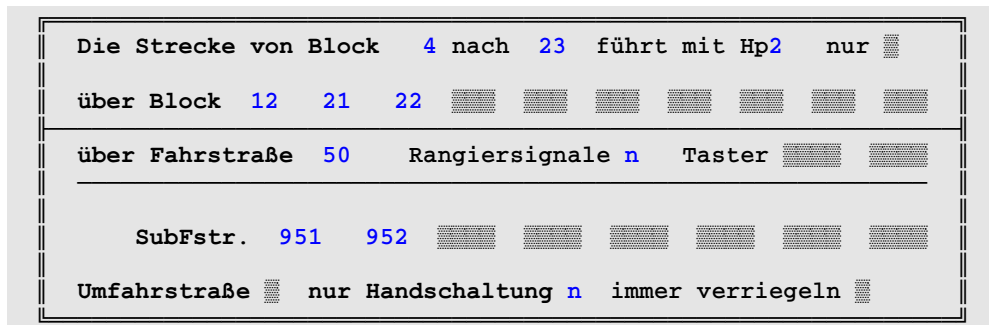 Die Strecke von Block 4 nach 23 führt mit Hp2 nur
über Block 12 21 22
über Fahrstraße 50 Rangiersignale n Taster
SubFstr. 951 952
Umfahrstraße nur Handschaltung n immer verriegeln